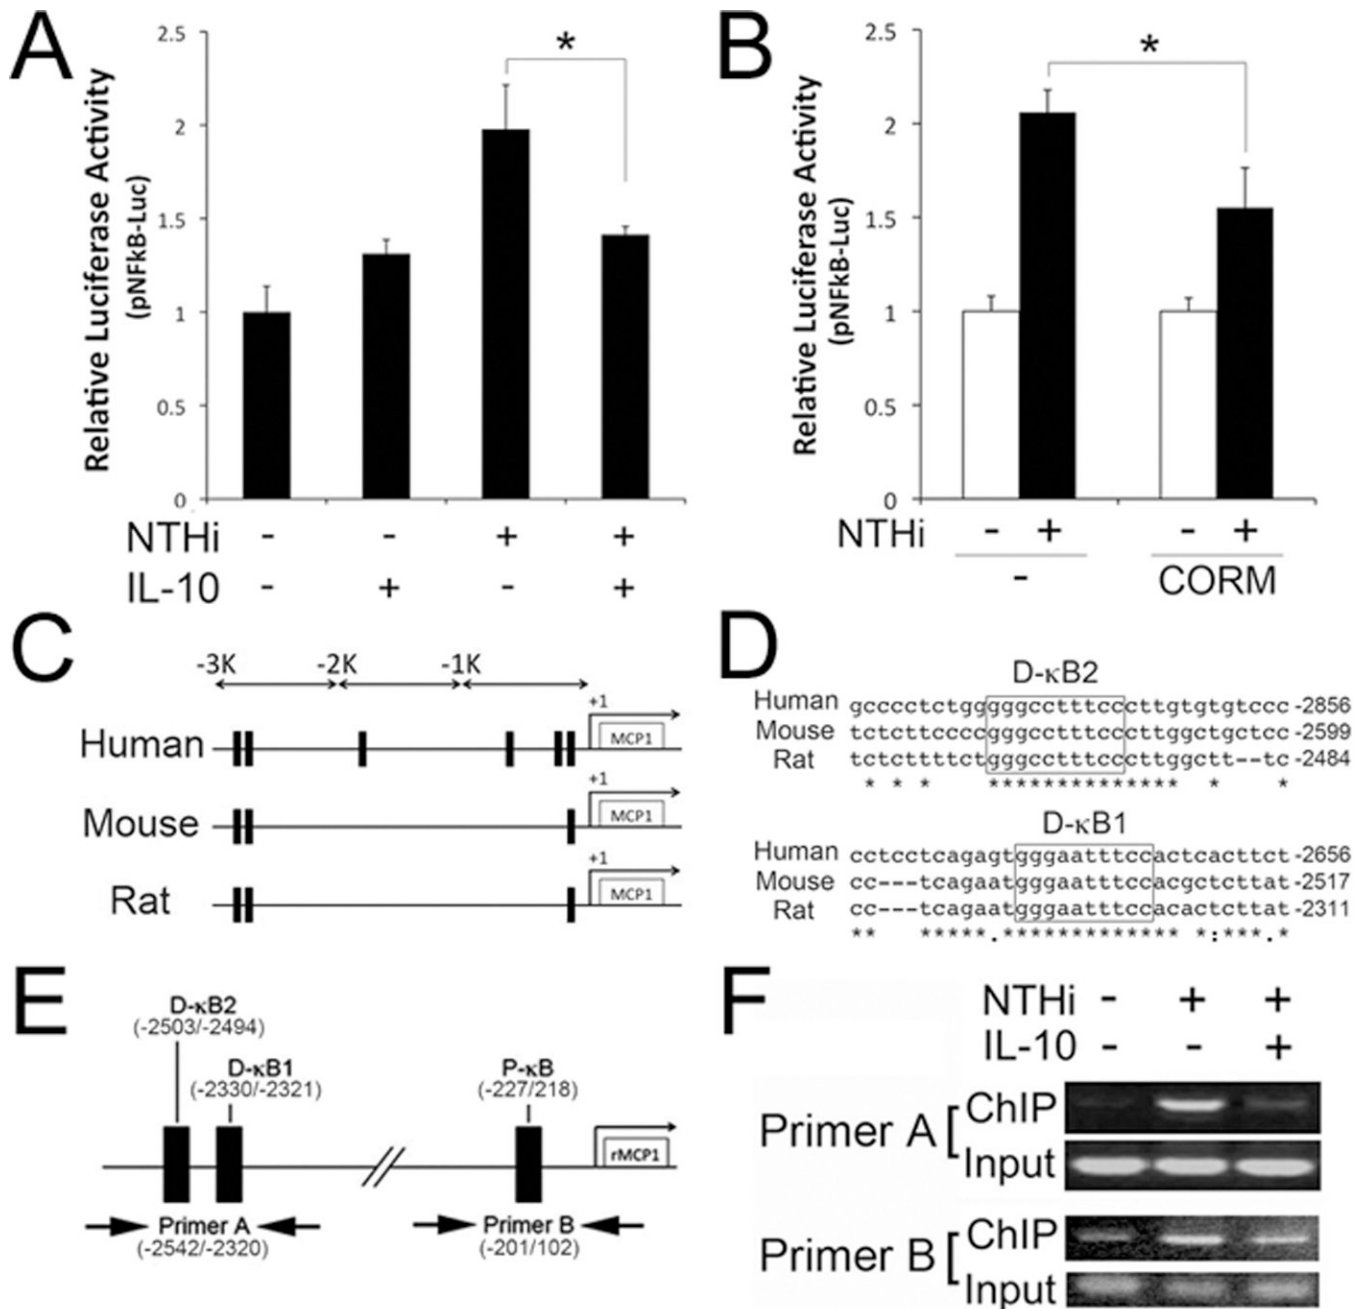 A
Relative Luciferase Activity
(pNFkB-Luc)
2.5
2
1.5
1
0.5
0
*
NTHi - - + +
IL-10 - + - +
B
Relative Luciferase Activity
(pNFkB-Luc)
2.5
2
1.5
1
0.5
0
*
NTHi - + - +
- CORM
C
-3K -2K -1K
Human +1 MCP1
Mouse +1 MCP1
Rat +1 MCP1
D
D-κB2
Human gcccctctgggggcctttcccttgtgtgtccc -2856
Mouse tctcttccccgggcctttcccttggctgctcc -2599
Rat tctcttttctgggcctttcccttggctt--tc -2484
* * * ************** * *
D-κB1
Human cctcctcagagtgggaatttccactcacttct -2656
Mouse cc---tcagaatgggaatttccacgctcttat -2517
Rat cc---tcagaatgggaatttccacactcttat -2311
** *****.************* *:***.*
E
D-κB2
(-2503/-2494)
D-κB1
(-2330/-2321)
P-κB
(-227/218)
rMCP1
Primer A
(-2542/-2320)
Primer B
(-201/102)
F
NTHi - + +
IL-10 - - +
Primer A [ ChIP
Input
Primer B [ ChIP
Input